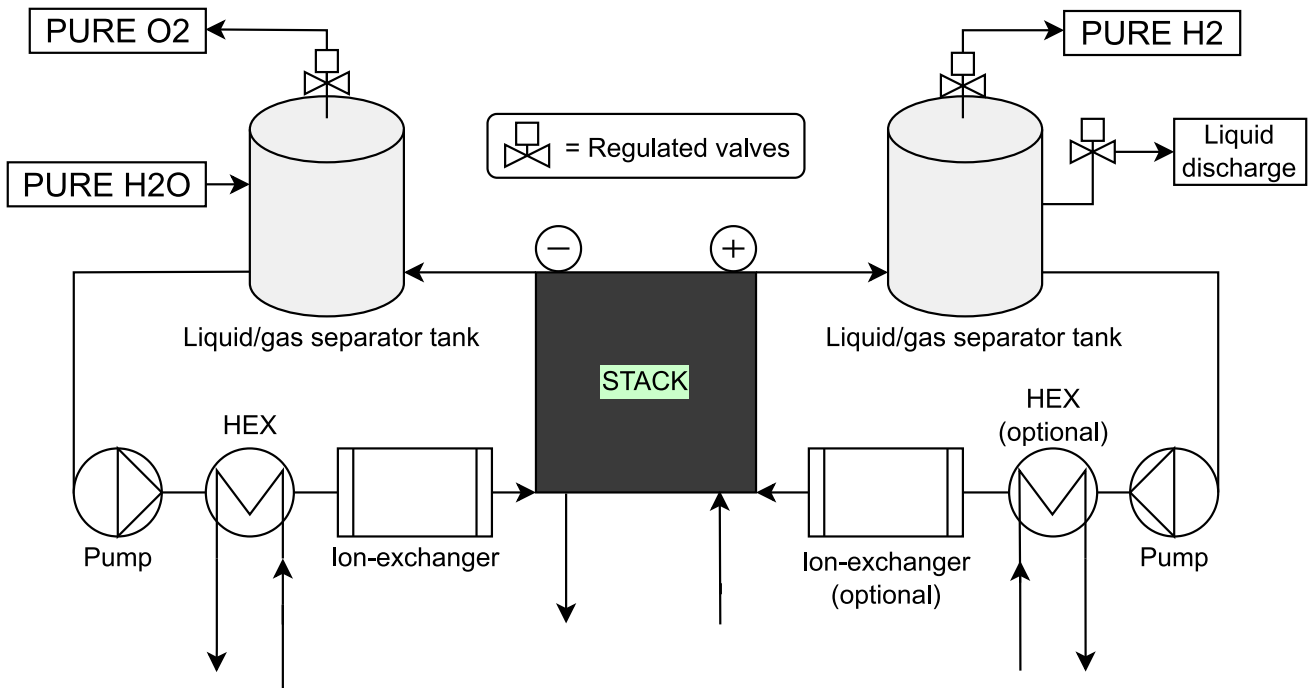 PURE O2
PURE H2
= Regulated valves
Liquid
discharge
PURE H2O
−
+
Liquid/gas separator tank
Liquid/gas separator tank
STACK
HEX
HEX
(optional)
Pump
Ion-exchanger
Ion-exchanger
(optional)
Pump